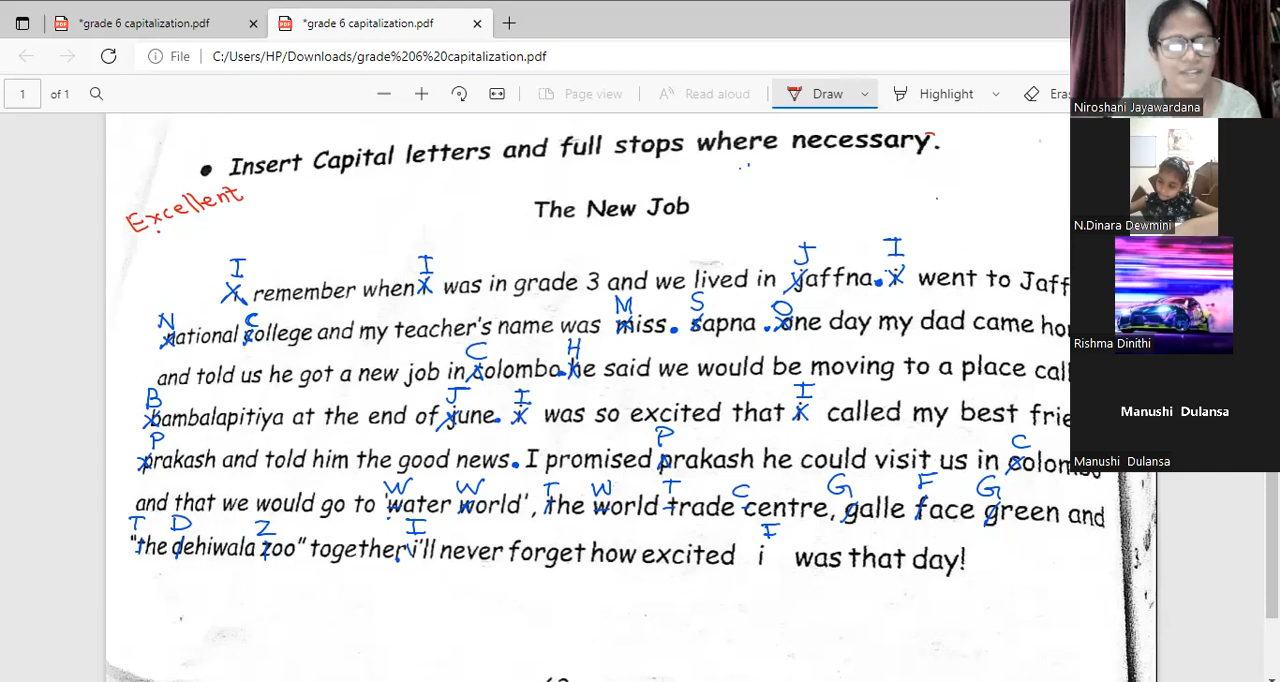 *grade 6 capitalization.pdf
*grade 6 capitalization.pdf
File C:/Users/HP/Downloads/grade%206%20capitalization.pdf
1 of 1 Page view Read aloud Draw Highlight Eras
Niroshani Jayawardana
N.Dinara Dewmini
Rishma Dinithi
Manushi Dulansa
Manushi Dulansa
• Insert Capital letters and full stops where necessary.
Excellent
The New Job
I I J I
i remember when i was in grade 3 and we lived in jaffna. i went to Jaff
N C M S O
national college and my teacher's name was miss. sapna . one day my dad came ho
C H
and told us he got a new job in colombo. he said we would be moving to a place call
B J I I
bambalapitiya at the end of june. i was so excited that i called my best frie
P P C
prakash and told him the good news. I promised prakash he could visit us in colombo
W W T W T C G F G
and that we would go to 'water world', the world trade centre, galle face green and
T D Z I I
"the dehiwala zoo" together. i'll never forget how excited i was that day!